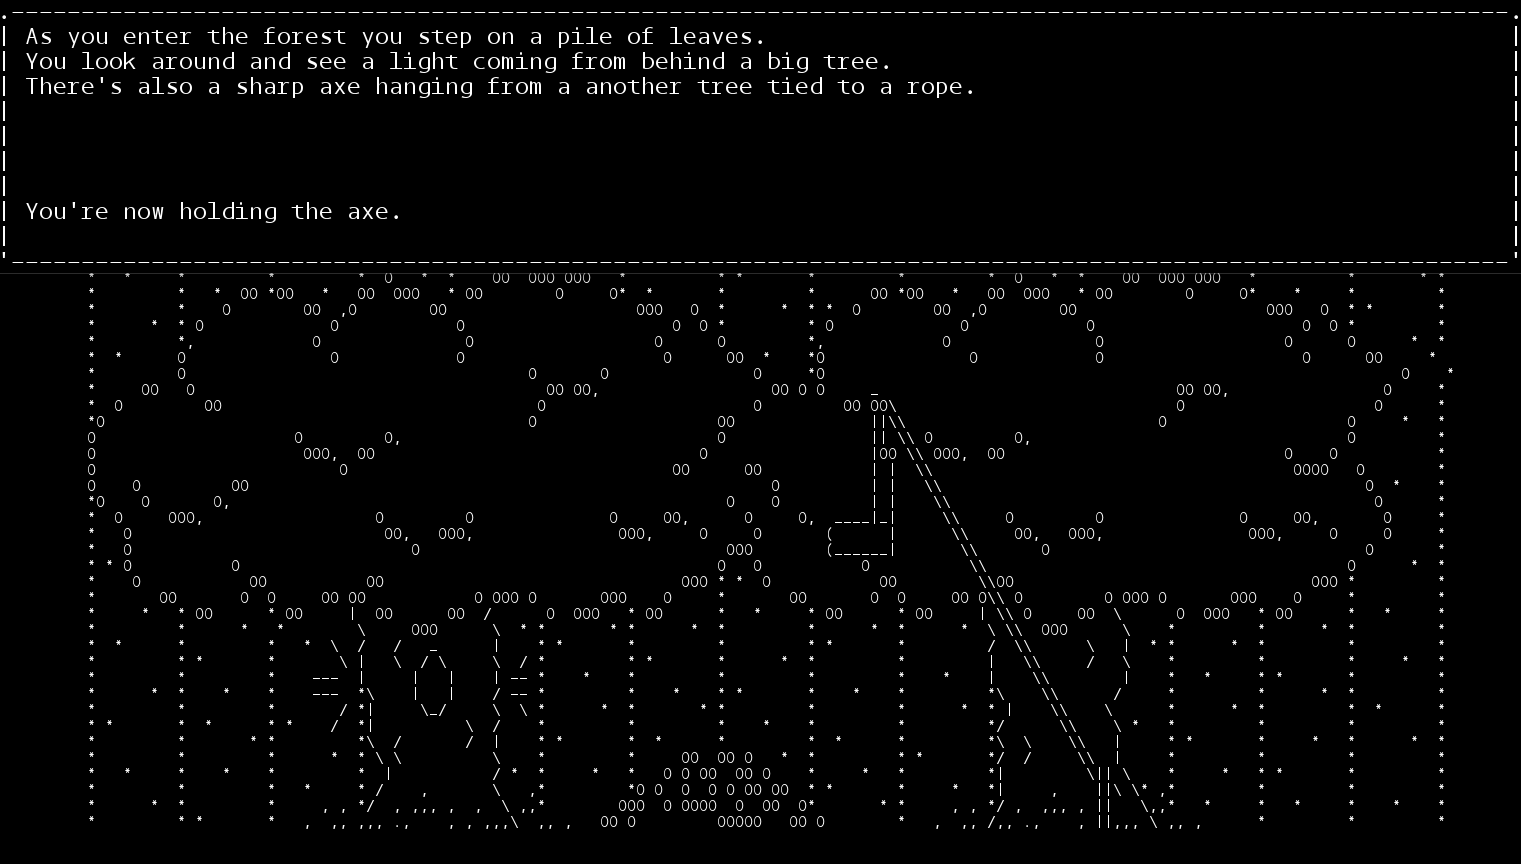 As you enter the forest you step on a pile of leaves.
You look around and see a light coming from behind a big tree.
There's also a sharp axe hanging from a another tree tied to a rope.
You're now holding the axe.